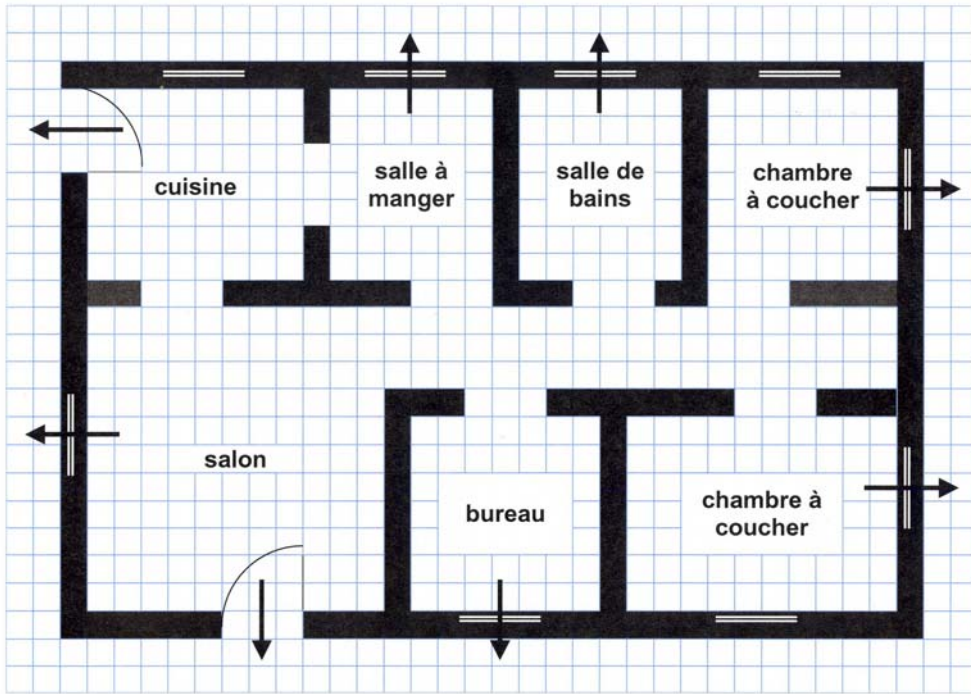 cuisine
salle à
manger
salle de
bains
chambre
à coucher
salon
bureau
chambre à
coucher